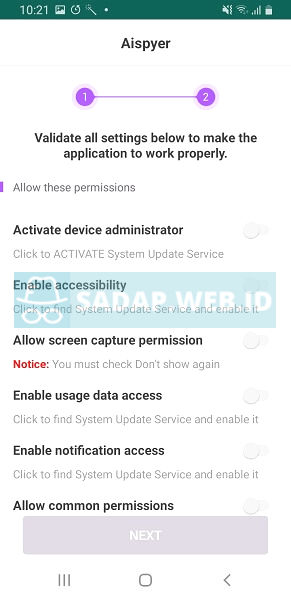 10:21
Aispyer
1
2
Validate all settings below to make the
application to work properly.
Allow these permissions
Activate device administrator
Click to ACTIVATE System Update Service
Enable accessibility
SADAP WEB.ID
Click to find System Update Service and enable it
Allow screen capture permission
Notice: You must check Don't show again
Enable usage data access
Click to find System Update Service and enable it
Enable notification access
Click to find System Update Service and enable it
Allow common permissions
NEXT